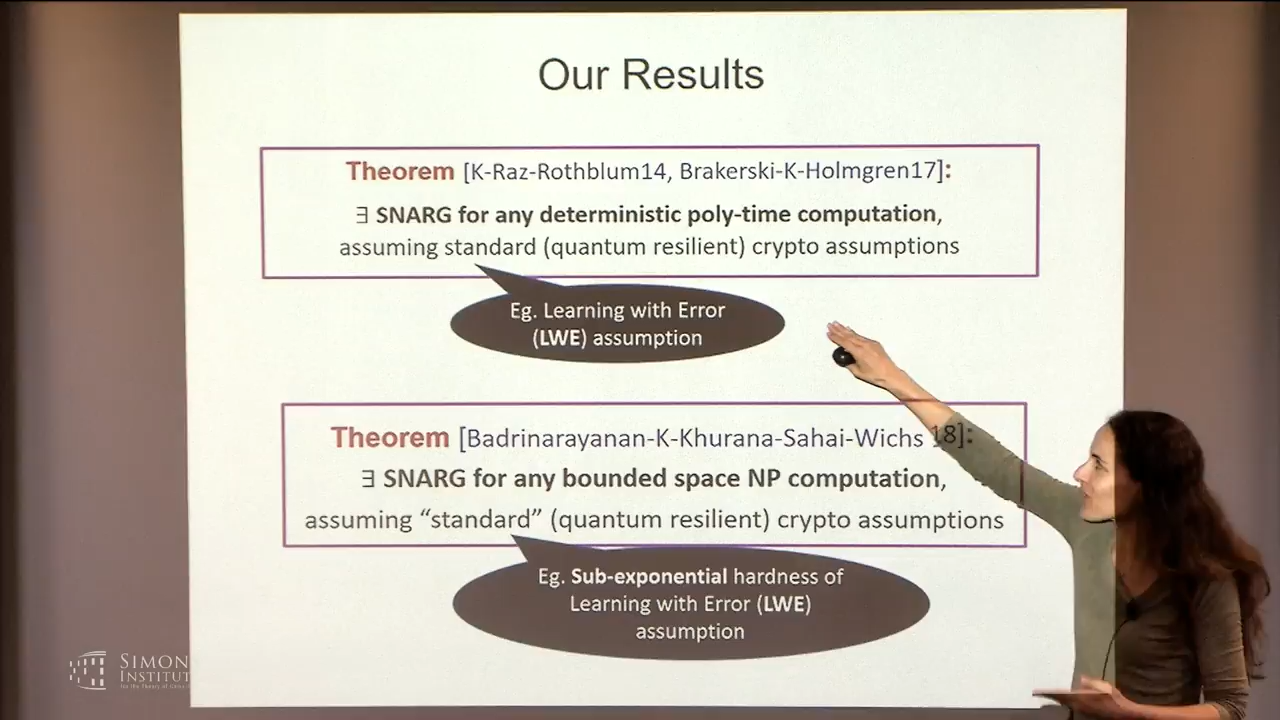 Our Results
Theorem [K-Raz-Rothblum14, Brakerski-K-Holmgren17]:
∃ SNARG for any deterministic poly-time computation,
assuming standard (quantum resilient) crypto assumptions
Eg. Learning with Error
(LWE) assumption
Theorem [Badrinarayanan-K-Khurana-Sahai-Wichs 18]:
∃ SNARG for any bounded space NP computation,
assuming “standard” (quantum resilient) crypto assumptions
Eg. Sub-exponential hardness of
Learning with Error (LWE)
assumption
SIMON
INSTITUT